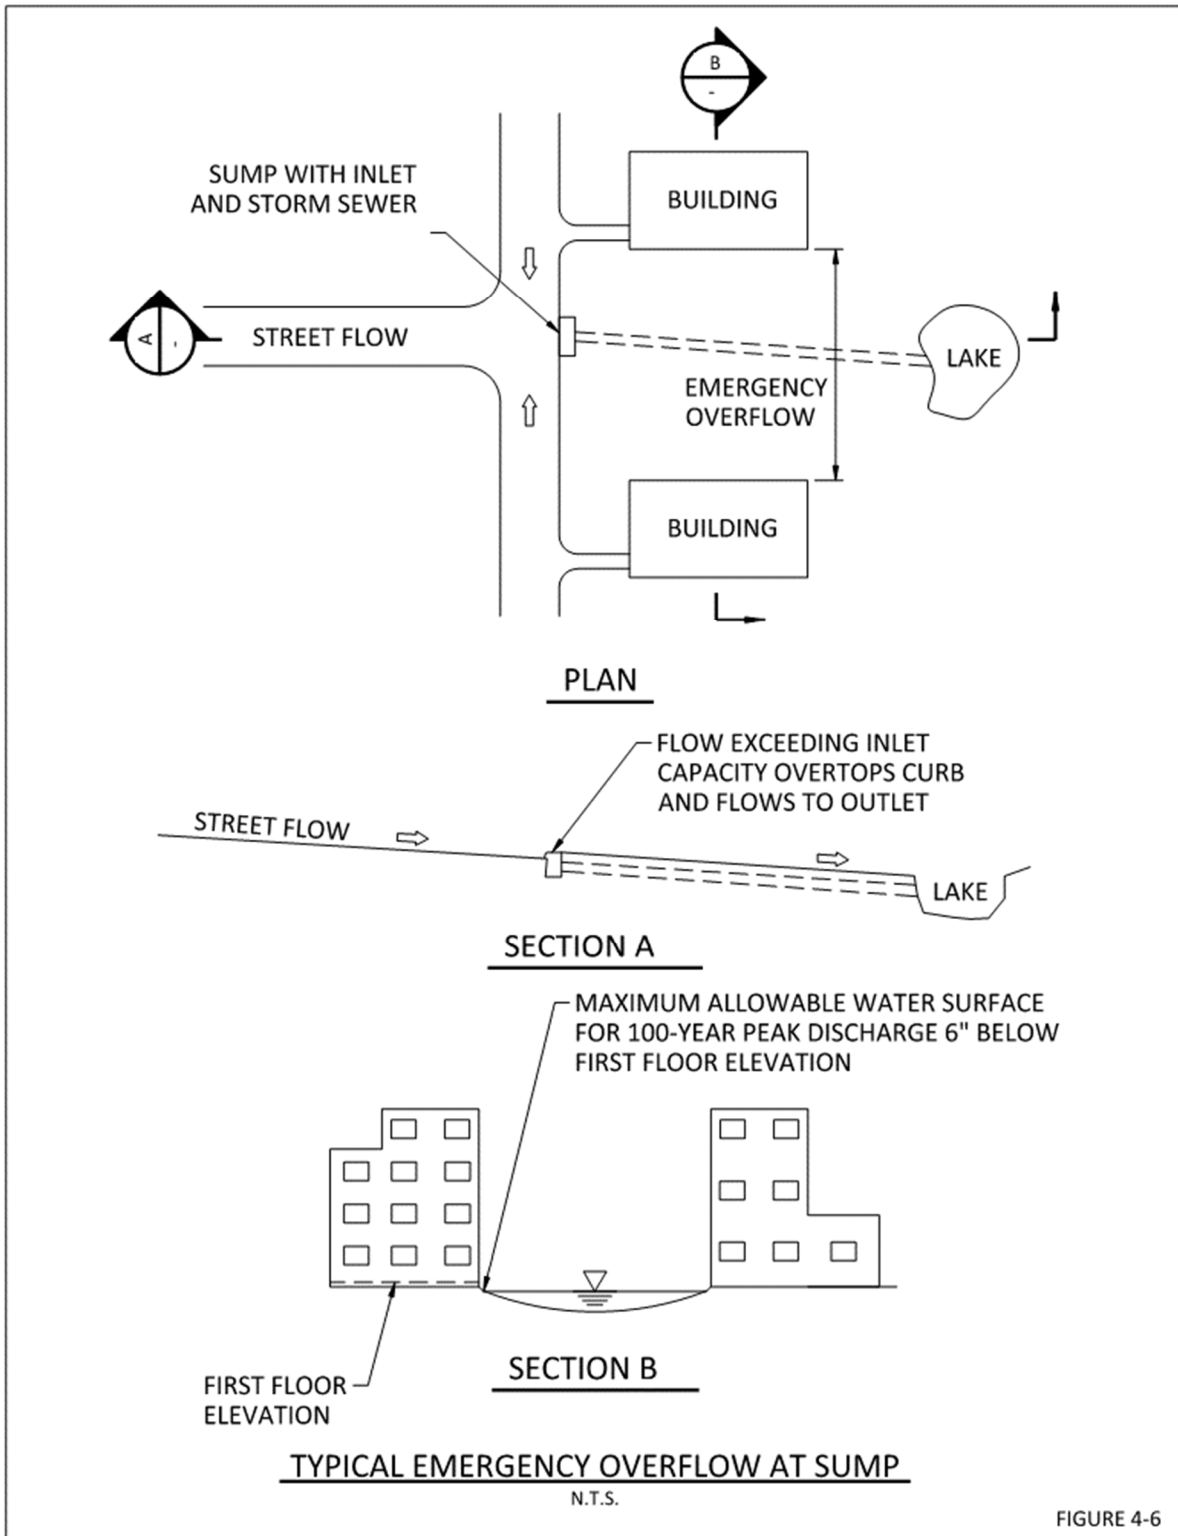 B
-
SUMP WITH INLET
AND STORM SEWER
BUILDING
A
-
STREET FLOW
LAKE
EMERGENCY
OVERFLOW
BUILDING
PLAN
FLOW EXCEEDING INLET
CAPACITY OVERTOPS CURB
AND FLOWS TO OUTLET
STREET FLOW
LAKE
SECTION A
MAXIMUM ALLOWABLE WATER SURFACE
FOR 100-YEAR PEAK DISCHARGE 6" BELOW
FIRST FLOOR ELEVATION
SECTION B
FIRST FLOOR
ELEVATION
TYPICAL EMERGENCY OVERFLOW AT SUMP
N.T.S.
FIGURE 4-6